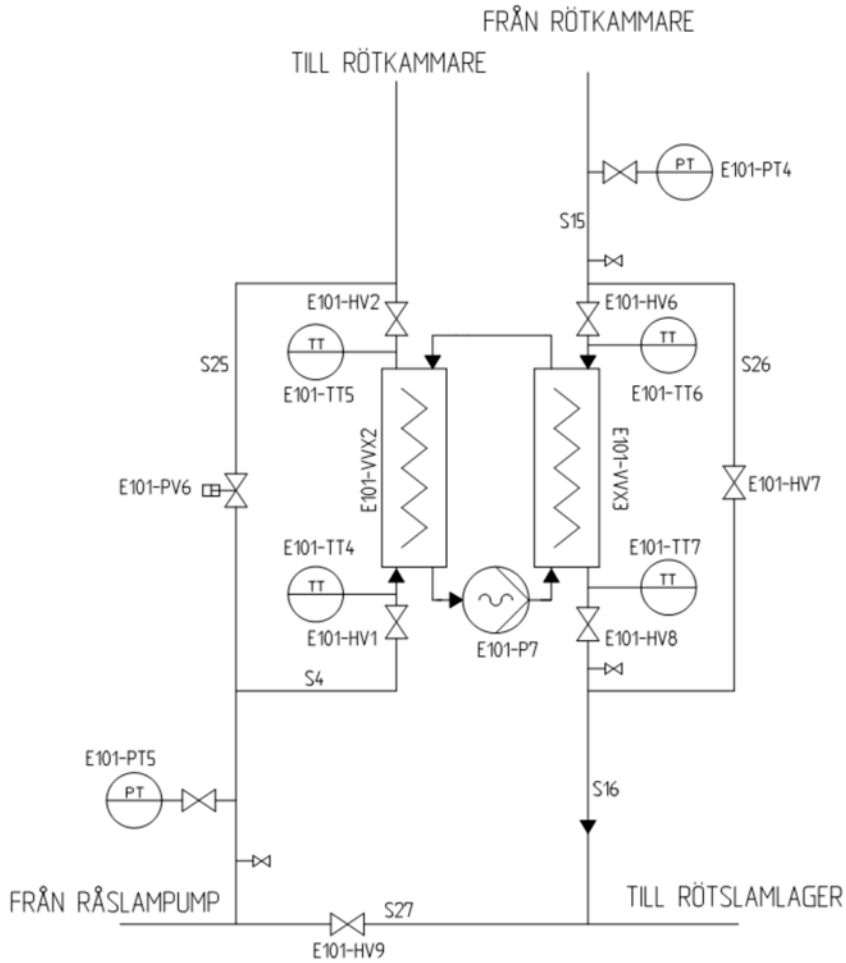 FRÅN RÖTKAMMARE
TILL RÖTKAMMARE
PT
E101-PT4
S15
E101-HV2
E101-HV6
TT
TT
S25
S26
E101-TT5
E101-TT6
E101-VVX2
E101-VVX3
E101-PV6
E101-HV7
E101-TT4
E101-TT7
TT
TT
E101-HV1
E101-P7
E101-HV8
S4
E101-PT5
PT
S16
FRÅN RÅSLAMPUMP
S27
TILL RÖTSLAMLAGER
E101-HV9